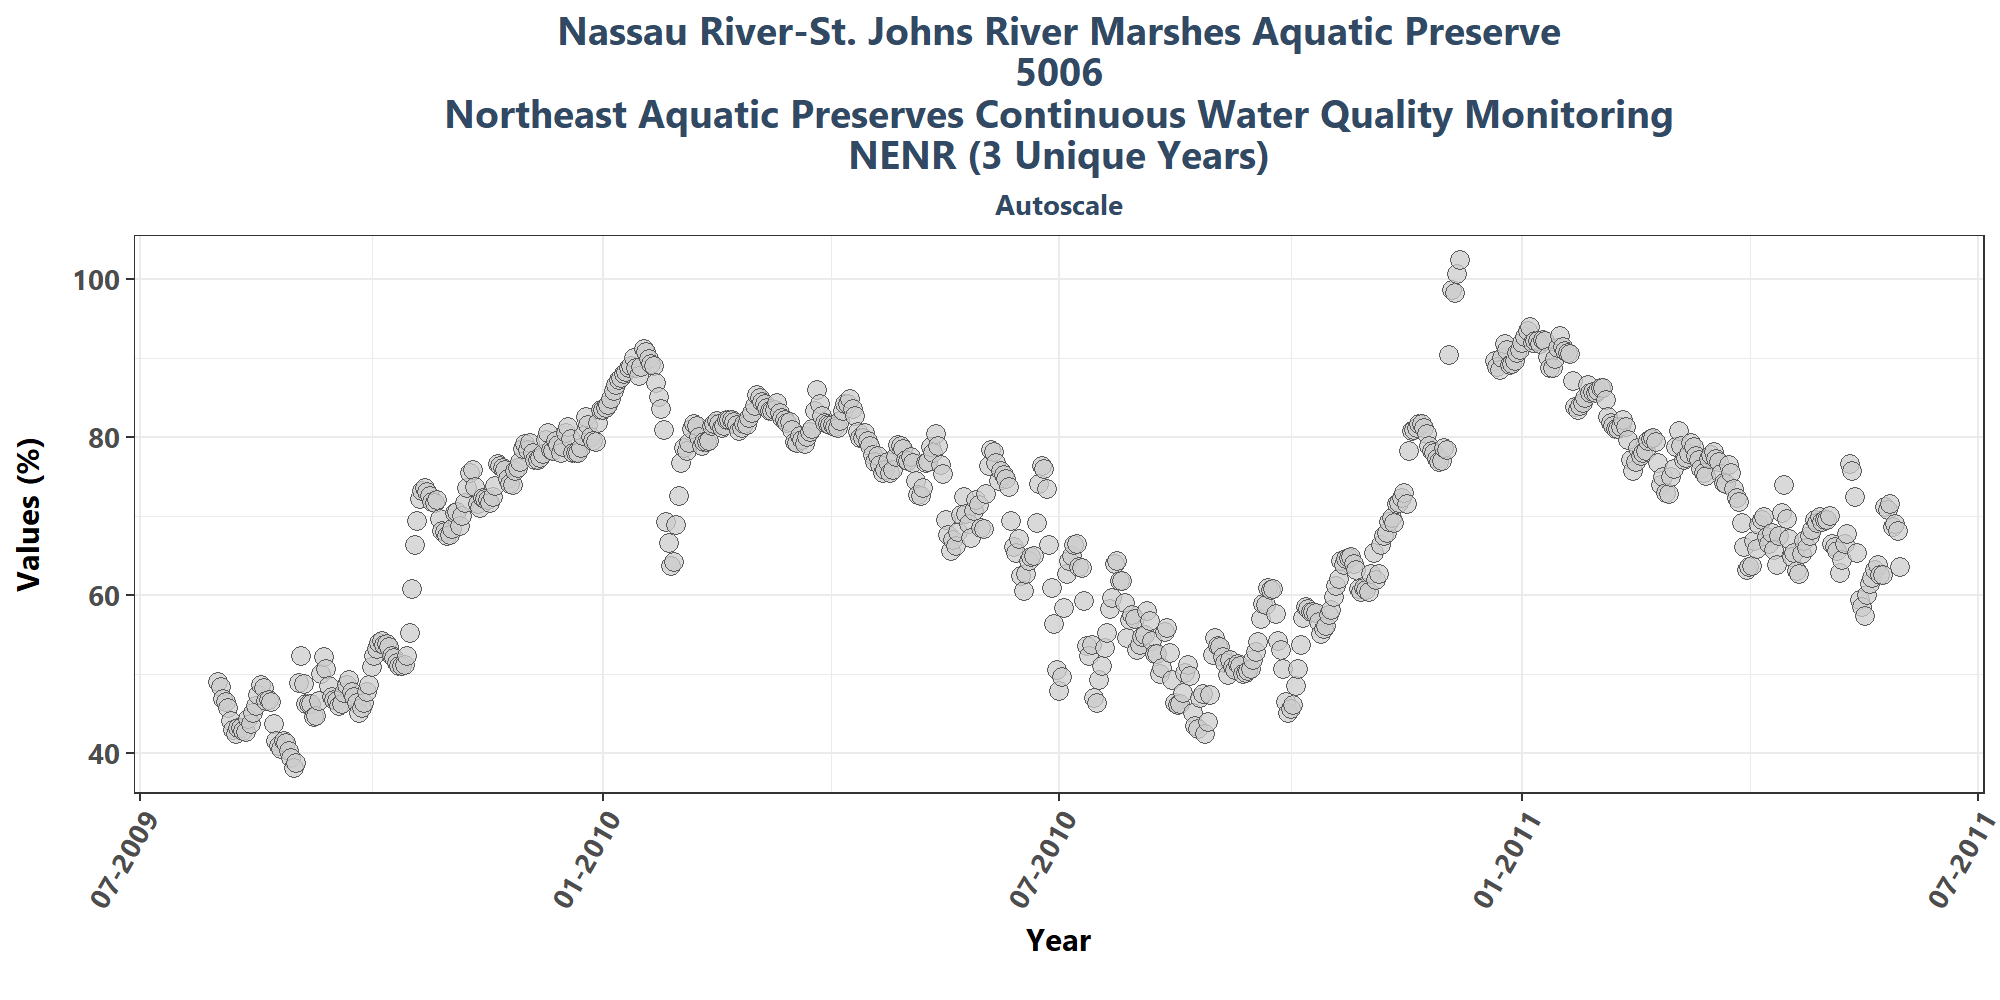 Nassau River-St. Johns River Marshes Aquatic Preserve
5006
Northeast Aquatic Preserves Continuous Water Quality Monitoring
NENR (3 Unique Years)
Autoscale
Values (%)
100
80
60
40
07-2009
01-2010
07-2010
01-2011
07-2011
Year